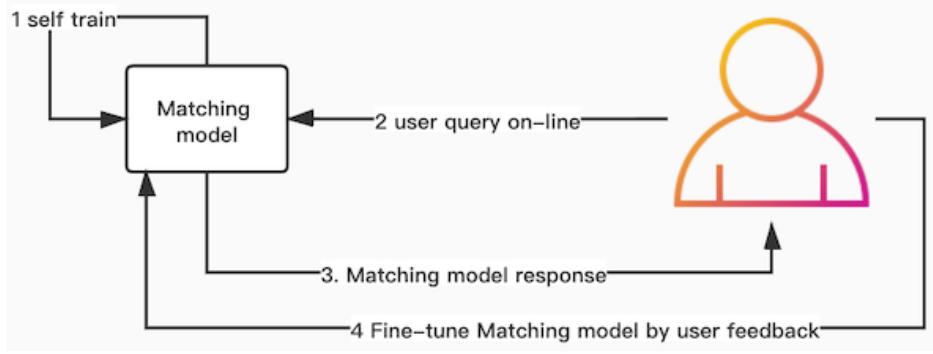 1 self train
Matching
model
2 user query on-line
3. Matching model response
4 Fine-tune Matching model by user feedback